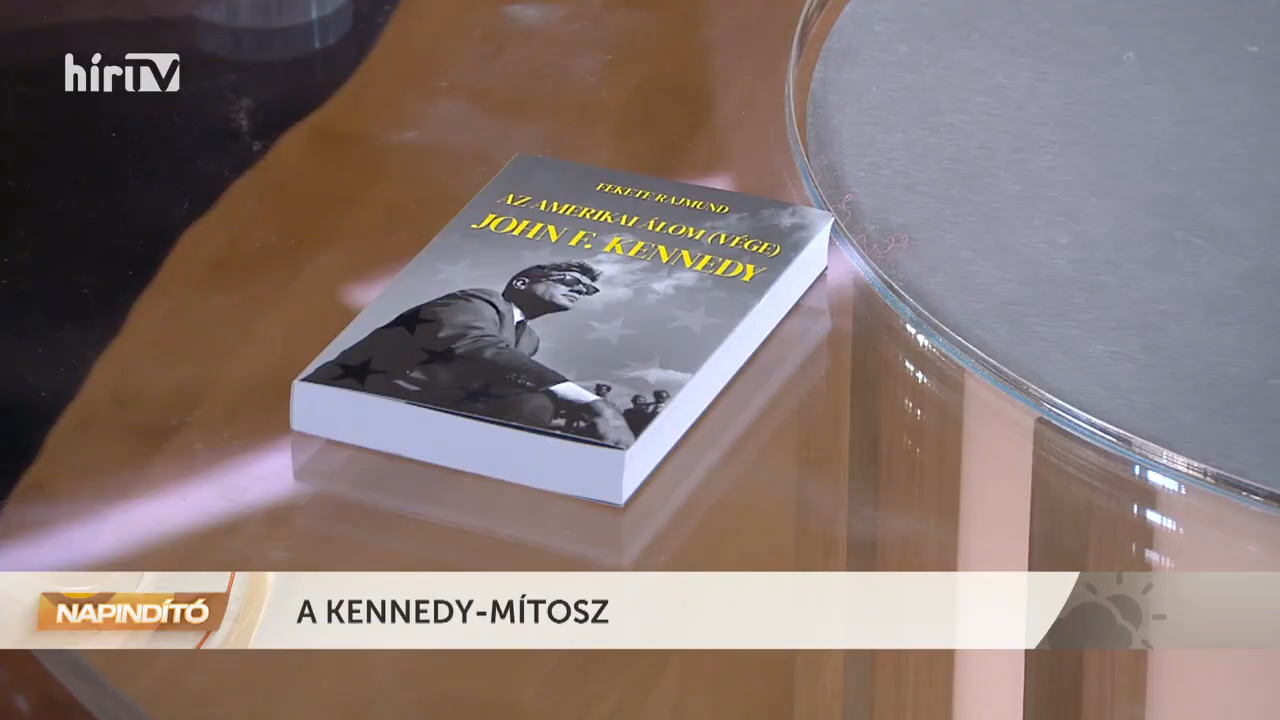 hírTV
FEKETE RAJMUND
AZ AMERIKAI ÁLOM (VÉGE)
JOHN F. KENNEDY
NAPINDÍTÓ
A KENNEDY-MÍTOSZ